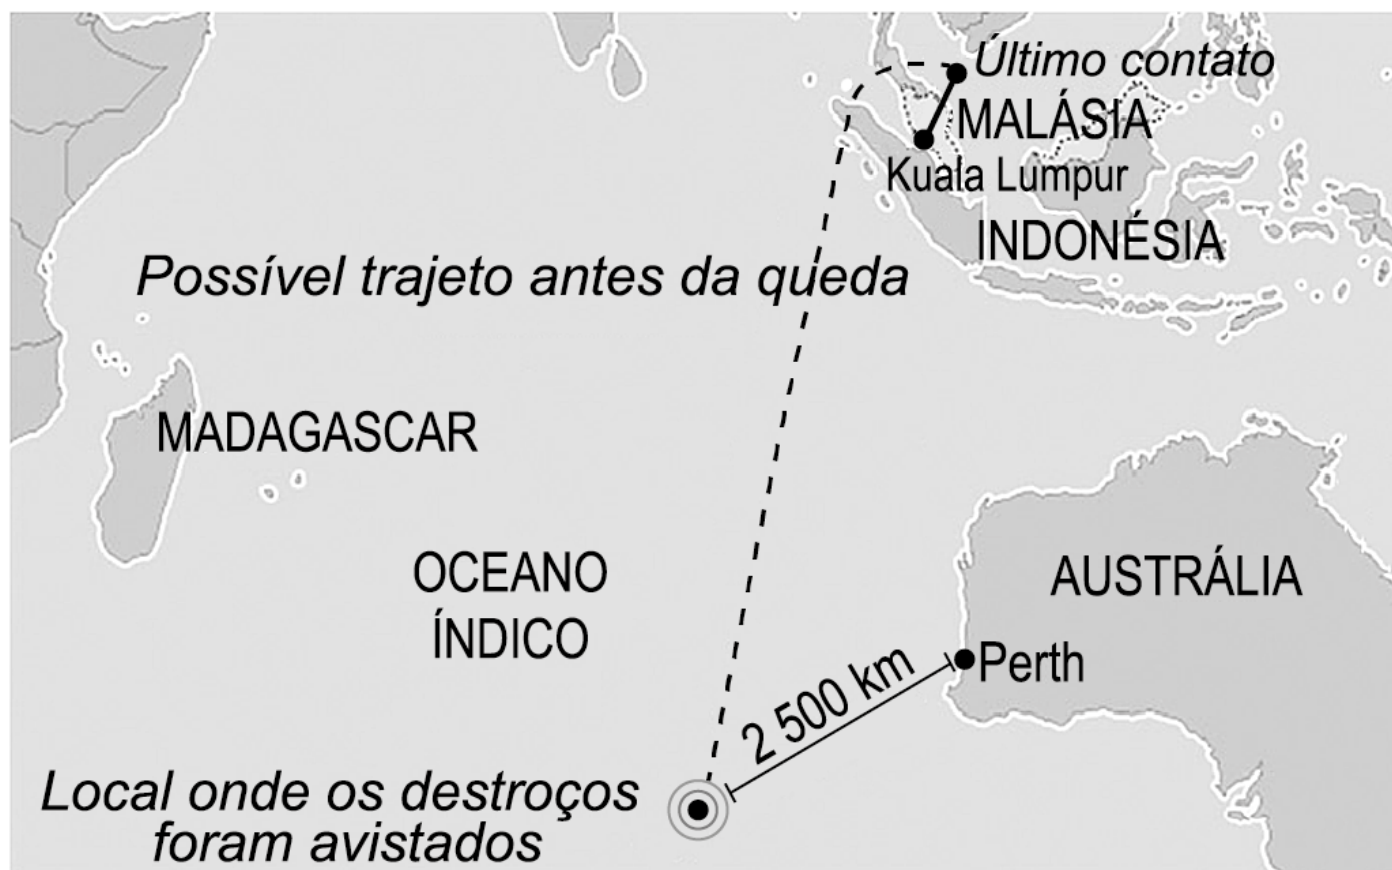 Último contato
MALÁSIA
Kuala Lumpur
INDONÉSIA
Possível trajeto antes da queda
MADAGASCAR
OCEANO
ÍNDICO
AUSTRÁLIA
Perth
2 500 km
Local onde os destroços
foram avistados